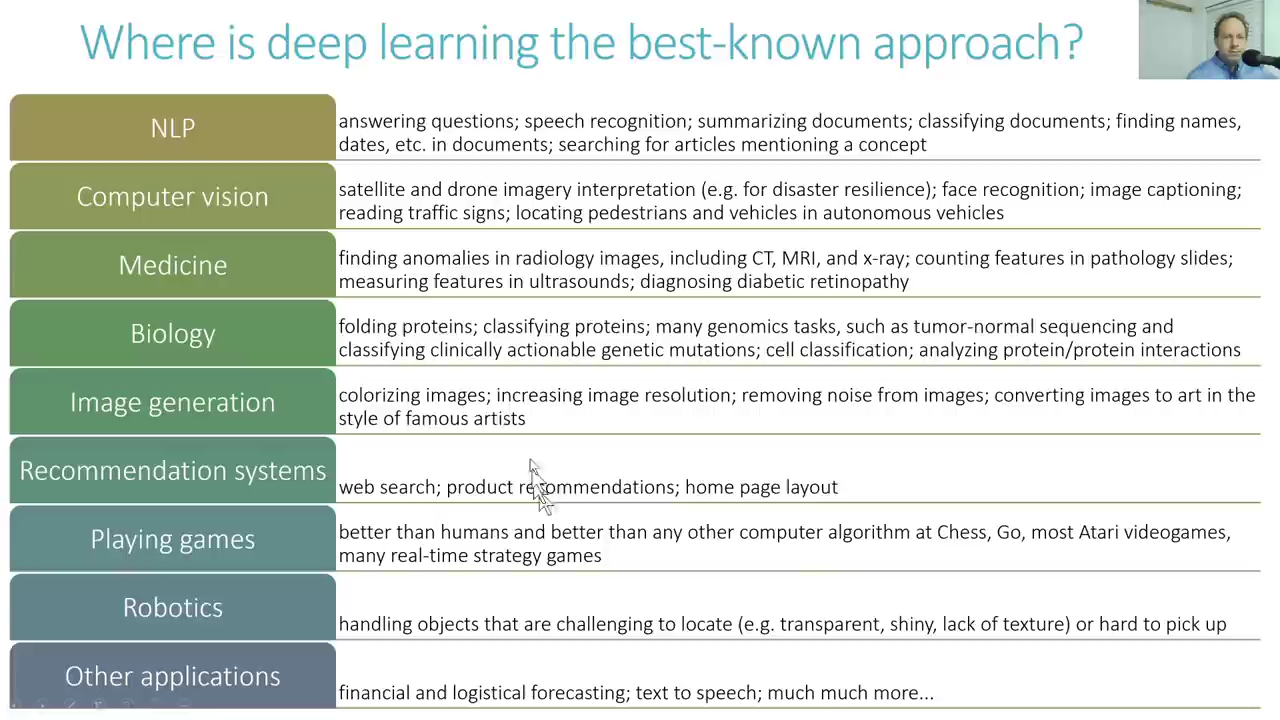 Where is deep learning the best-known approach?
NLP
answering questions; speech recognition; summarizing documents; classifying documents; finding names,
dates, etc. in documents; searching for articles mentioning a concept
Computer vision
satellite and drone imagery interpretation (e.g. for disaster resilience); face recognition; image captioning;
reading traffic signs; locating pedestrians and vehicles in autonomous vehicles
Medicine
finding anomalies in radiology images, including CT, MRI, and x-ray; counting features in pathology slides;
measuring features in ultrasounds; diagnosing diabetic retinopathy
Biology
folding proteins; classifying proteins; many genomics tasks, such as tumor-normal sequencing and
classifying clinically actionable genetic mutations; cell classification; analyzing protein/protein interactions
Image generation
colorizing images; increasing image resolution; removing noise from images; converting images to art in the
style of famous artists
Recommendation systems
web search; product recommendations; home page layout
Playing games
better than humans and better than any other computer algorithm at Chess, Go, most Atari videogames,
many real-time strategy games
Robotics
handling objects that are challenging to locate (e.g. transparent, shiny, lack of texture) or hard to pick up
Other applications
financial and logistical forecasting; text to speech; much much more...